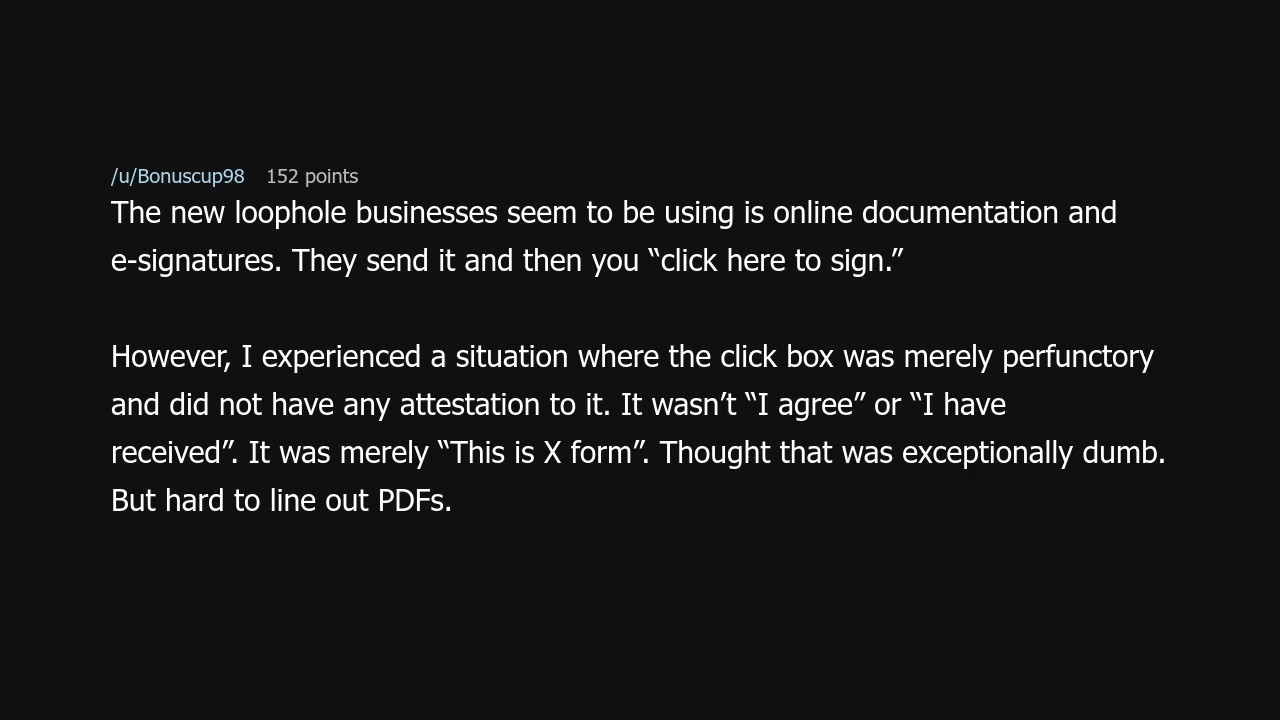 /u/Bonuscup98 152 points
The new loophole businesses seem to be using is online documentation and
e-signatures. They send it and then you “click here to sign.”
However, I experienced a situation where the click box was merely perfunctory
and did not have any attestation to it. It wasn’t “I agree” or “I have
received”. It was merely “This is X form”. Thought that was exceptionally dumb.
But hard to line out PDFs.